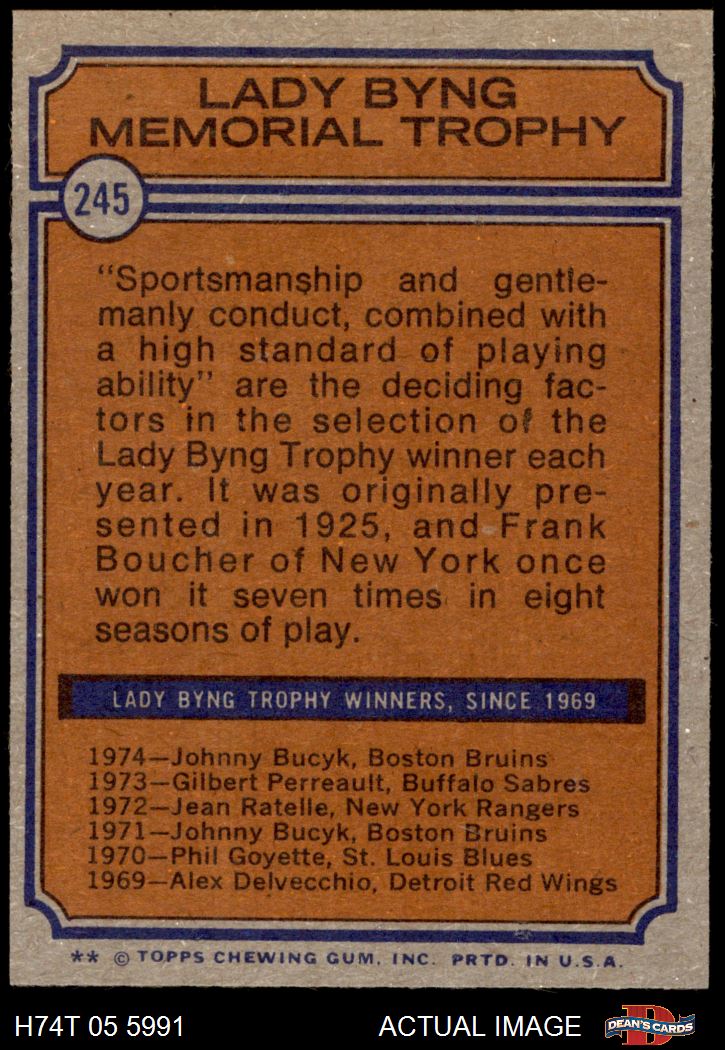 LADY BYNG
MEMORIAL TROPHY
245
“Sportsmanship and gentle-
manly conduct, combined with
a high standard of playing
ability” are the deciding fac-
tors in the selection of the
Lady Byng Trophy winner each
year. It was originally pre-
sented in 1925, and Frank
Boucher of New York once
won it seven times in eight
seasons of play.
LADY BYNG TROPHY WINNERS, SINCE 1969
1974—Johnny Bucyk, Boston Bruins
1973—Gilbert Perreault, Buffalo Sabres
1972—Jean Ratelle, New York Rangers
1971—Johnny Bucyk, Boston Bruins
1970—Phil Goyette, St. Louis Blues
1969—Alex Delvecchio, Detroit Red Wings
** © TOPPS CHEWING GUM, INC. PRTD. IN U.S.A.
H74T 05 5991 ACTUAL IMAGE D DEAN'S CARDS